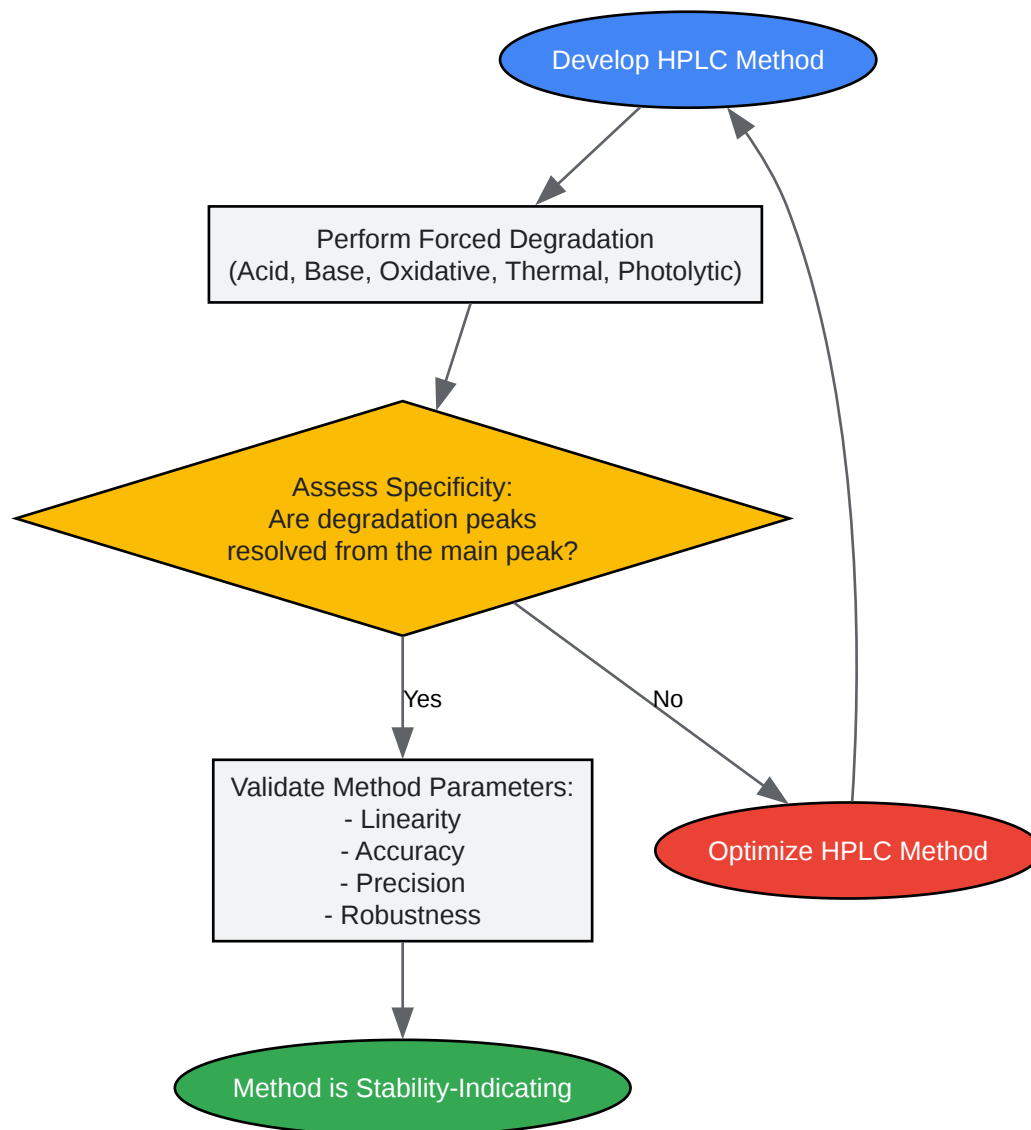 Develop HPLC Method
Perform Forced Degradation
(Acid, Base, Oxidative, Thermal, Photolytic)
Assess Specificity:
Are degradation peaks
resolved from the main peak?
Yes
No
Validate Method Parameters:
- Linearity
- Accuracy
- Precision
- Robustness
Optimize HPLC Method
Method is Stability-Indicating